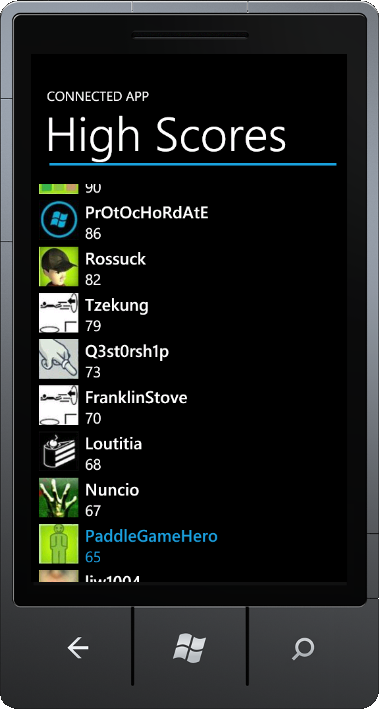 CONNECTED APP
High Scores
90
PrOtOcHoRdAtE
86
Rossuck
82
Tzekung
79
Q3st0rsh1p
73
FranklinStove
70
Loutitia
68
Nuncio
67
PaddleGameHero
65
liw1004